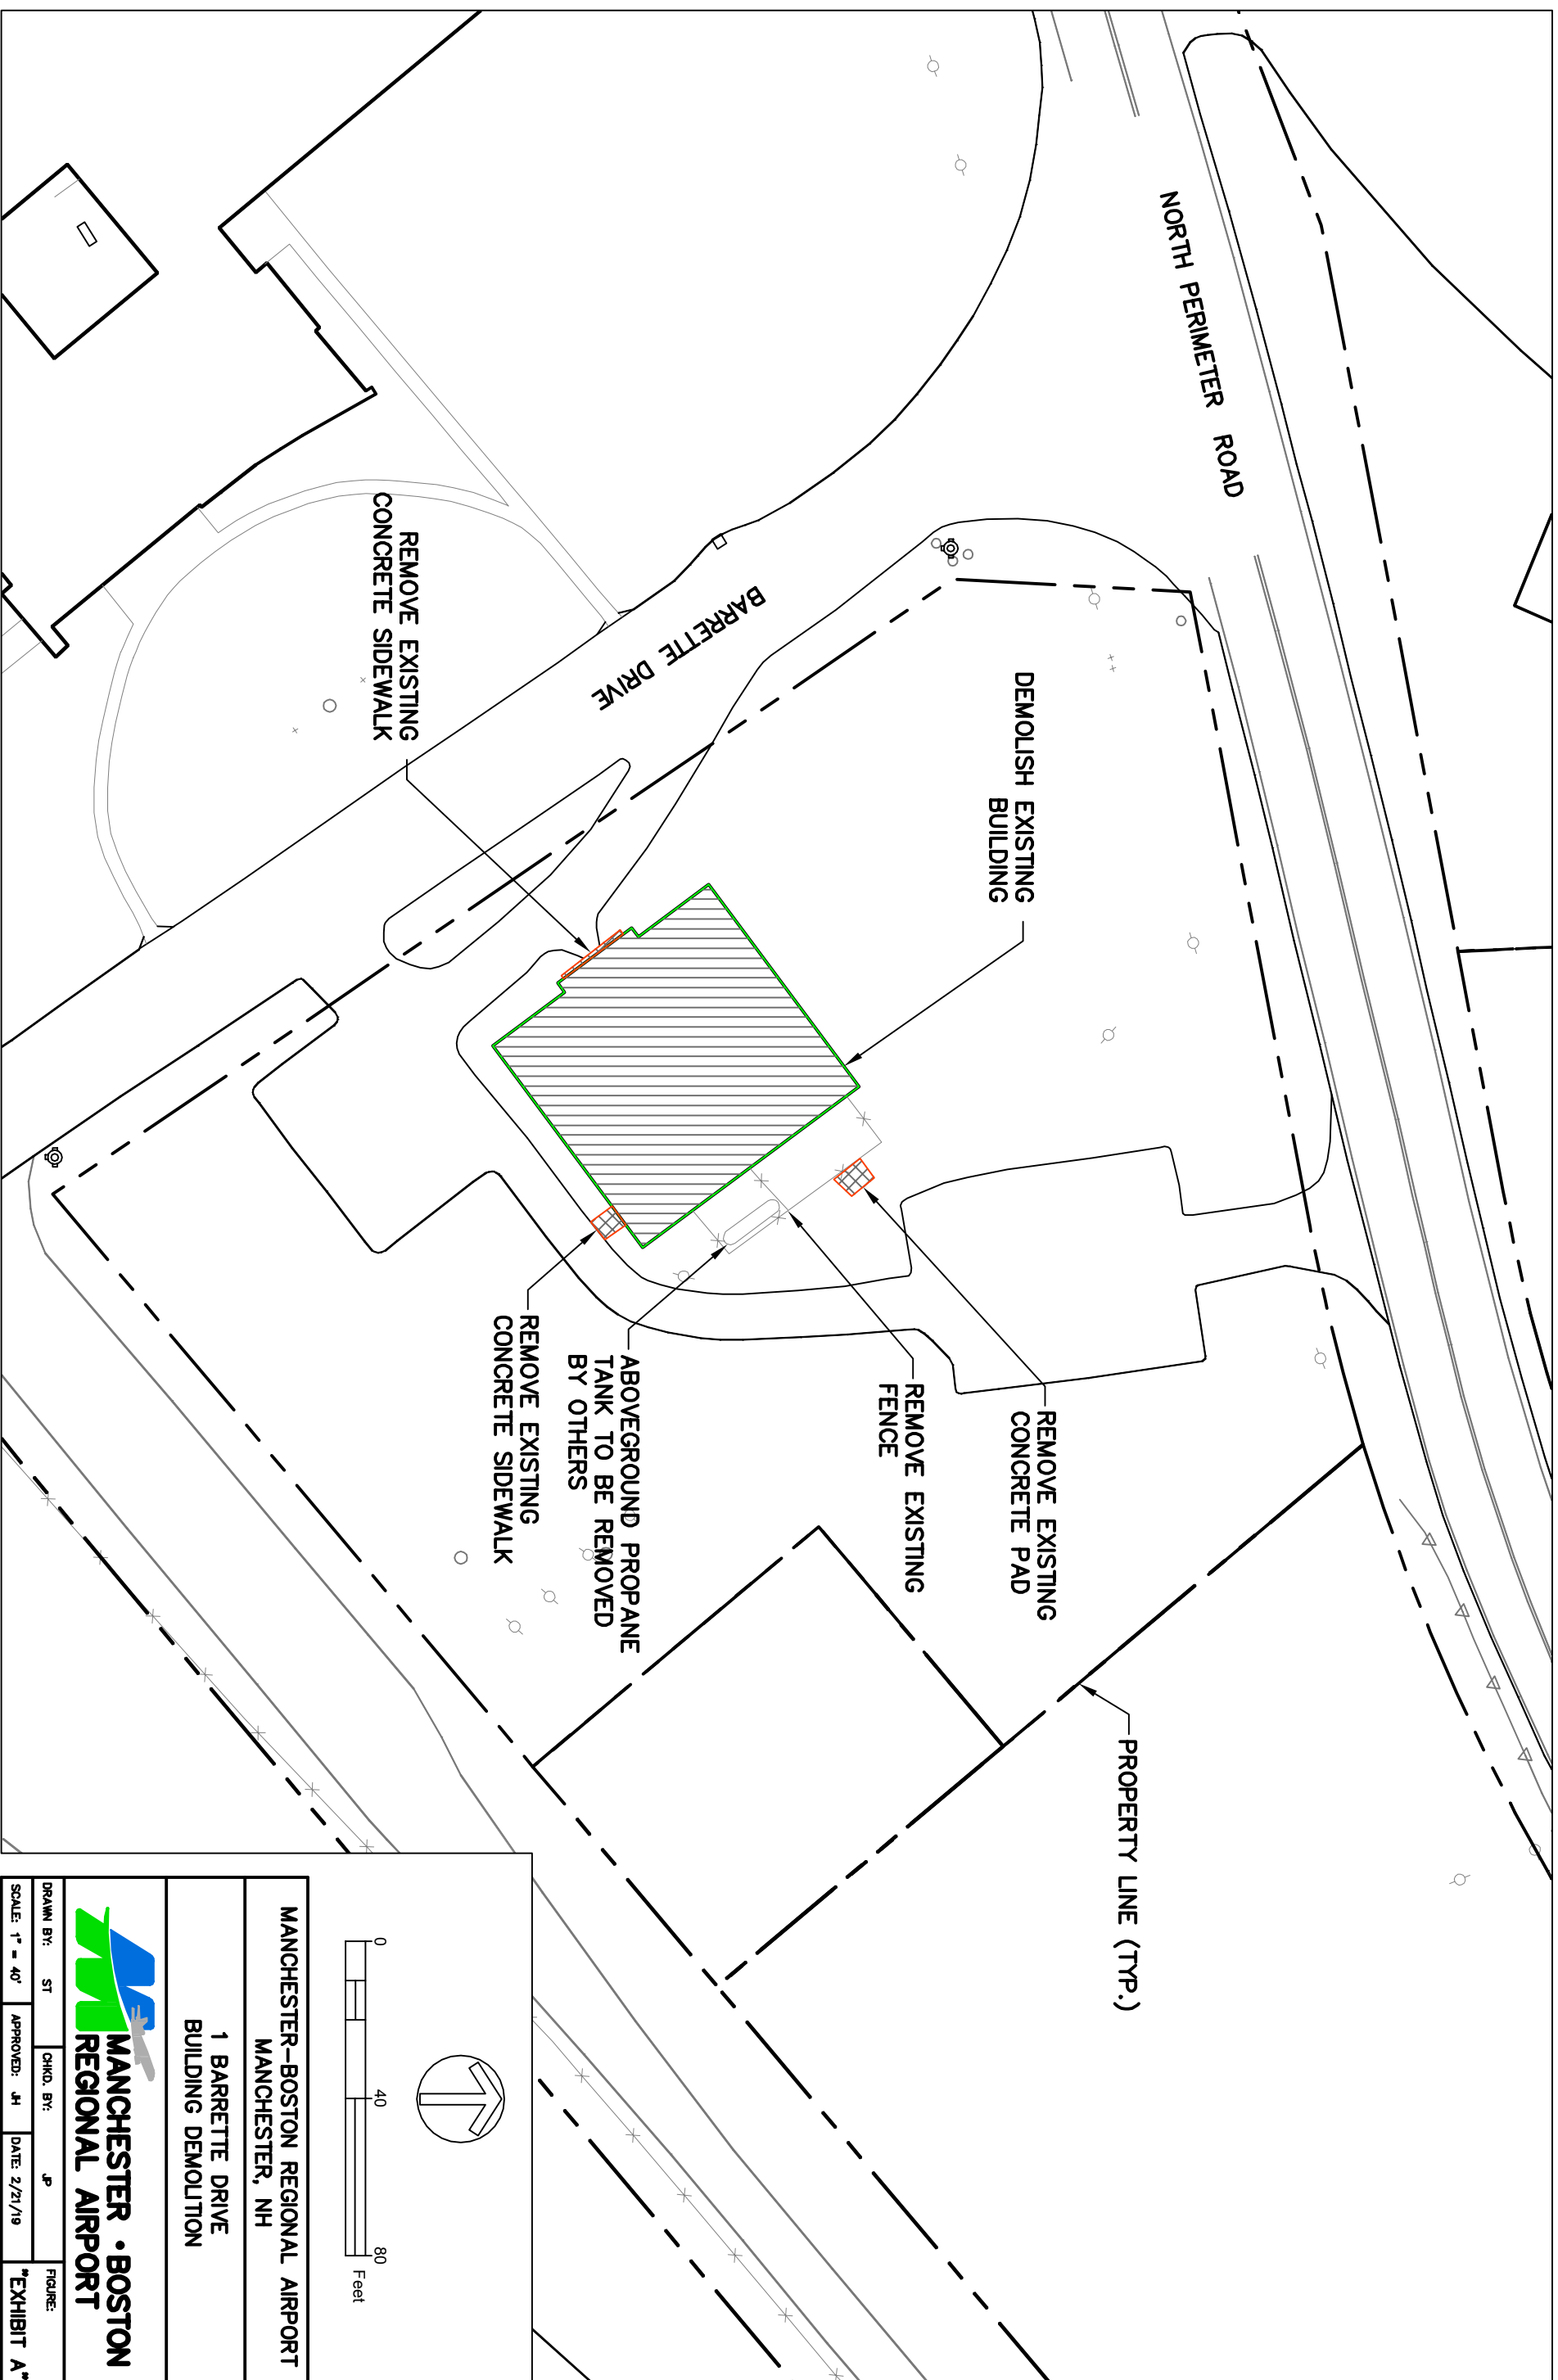 NORTH PERIMETER ROAD
BARRETTE DRIVE
REMOVE EXISTING
CONCRETE SIDEWALK
DEMOLISH EXISTING
BUILDING
REMOVE EXISTING
CONCRETE PAD
REMOVE EXISTING
FENCE
ABOVEGROUND PROPANE
TANK TO BE REMOVED
BY OTHERS
REMOVE EXISTING
CONCRETE SIDEWALK
PROPERTY LINE (TYP.)
0 40 80
Feet
MANCHESTER-BOSTON REGIONAL AIRPORT
MANCHESTER, NH
1 BARRETTE DRIVE
BUILDING DEMOLITION
MANCHESTER • BOSTON
REGIONAL AIRPORT
DRAWN BY: ST
CHKD. BY: JP
FIGURE:
SCALE: 1" = 40'
APPROVED: JH
DATE: 2/21/19
"EXHIBIT A"